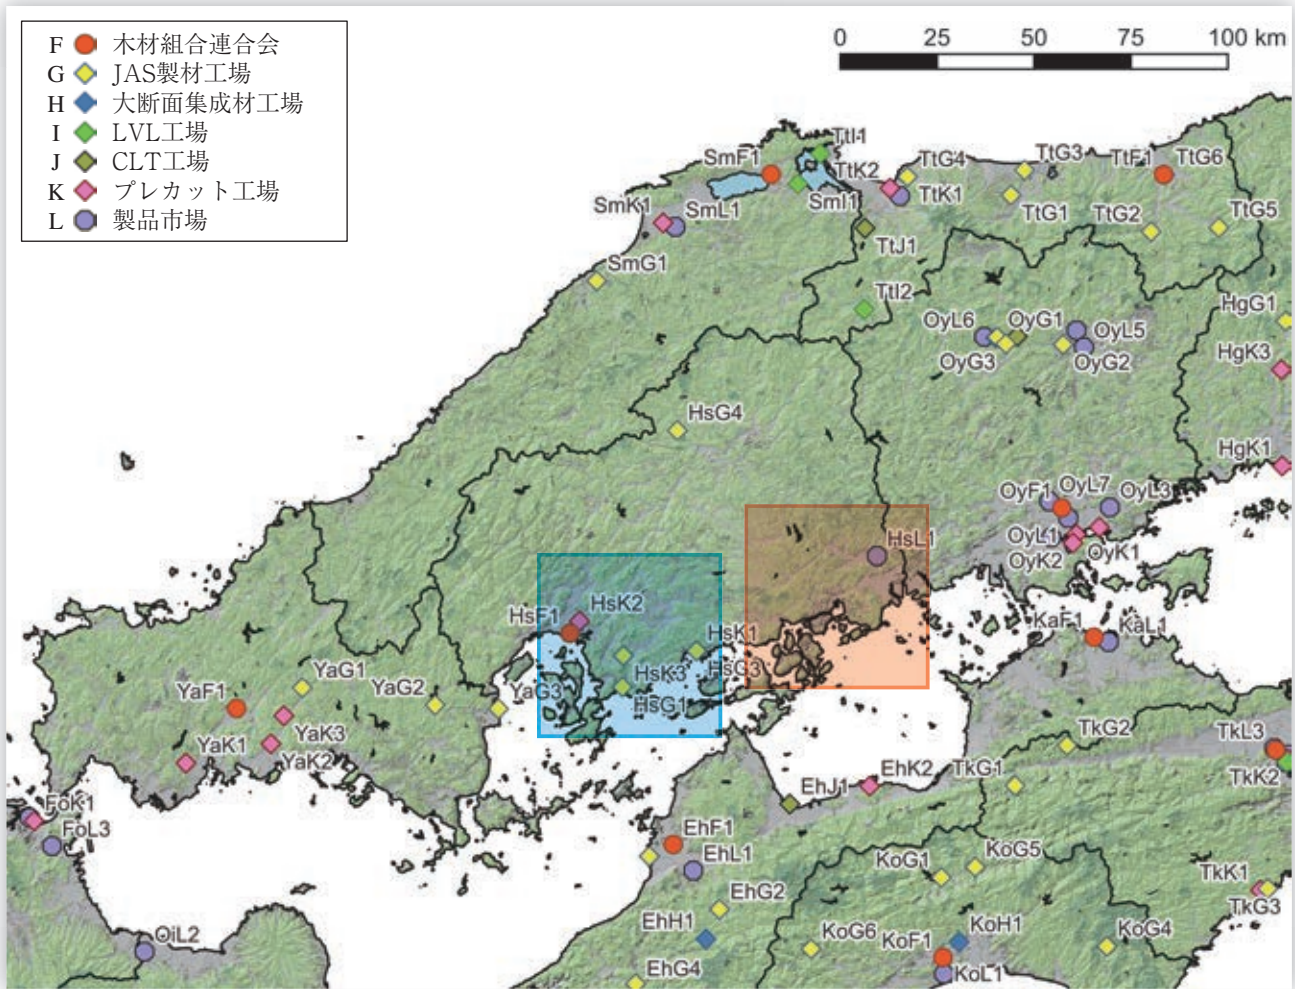 F 木材組合連合会
G JAS製材工場
H 大断面集成材工場
I LVL工場
J CLT工場
K プレカット工場
L 製品市場
0 25 50 75 100 km
TtI1
SmF1
TtK2
TtG4
TtG3
TtF1
TtG6
SmI1
TtK1
TtG1
TtG2
TtG5
SmK1
SmL1
TtJ1
SmG1
TtI2
HgG1
OyL6
OyG1
OyL5
OyG3
OyG2
HgK3
HsG4
HgK1
OyF1
OyL7
OyL3
OyL1
OyK2
OyK1
HsL1
HsF1
HsK2
HsK1
HsK3
HsG3
HsG1
KaF1
KaL1
YaG1
YaF1
YaG2
YaG3
YaK3
YaK1
YaK2
TkG2
TkL3
TkK2
EhJ1
EhK2
TkG1
FoK1
FoL3
EhF1
EhL1
KoG1
KoG5
EhG2
TkK1
TkG3
EhH1
KoG6
KoF1
KoH1
KoG4
OiL2
EhG4
KoL1